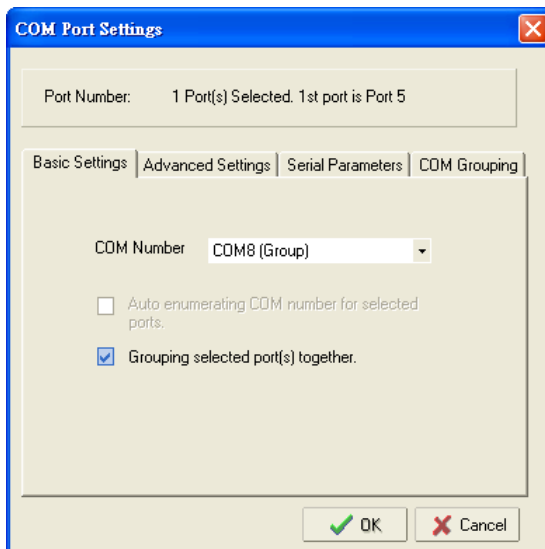 COM Port Settings
Port Number: 1 Port(s) Selected. 1st port is Port 5
Basic Settings Advanced Settings Serial Parameters COM Grouping
COM Number COM8 (Group)
Auto enumerating COM number for selected
ports.
Grouping selected port(s) together.
OK Cancel